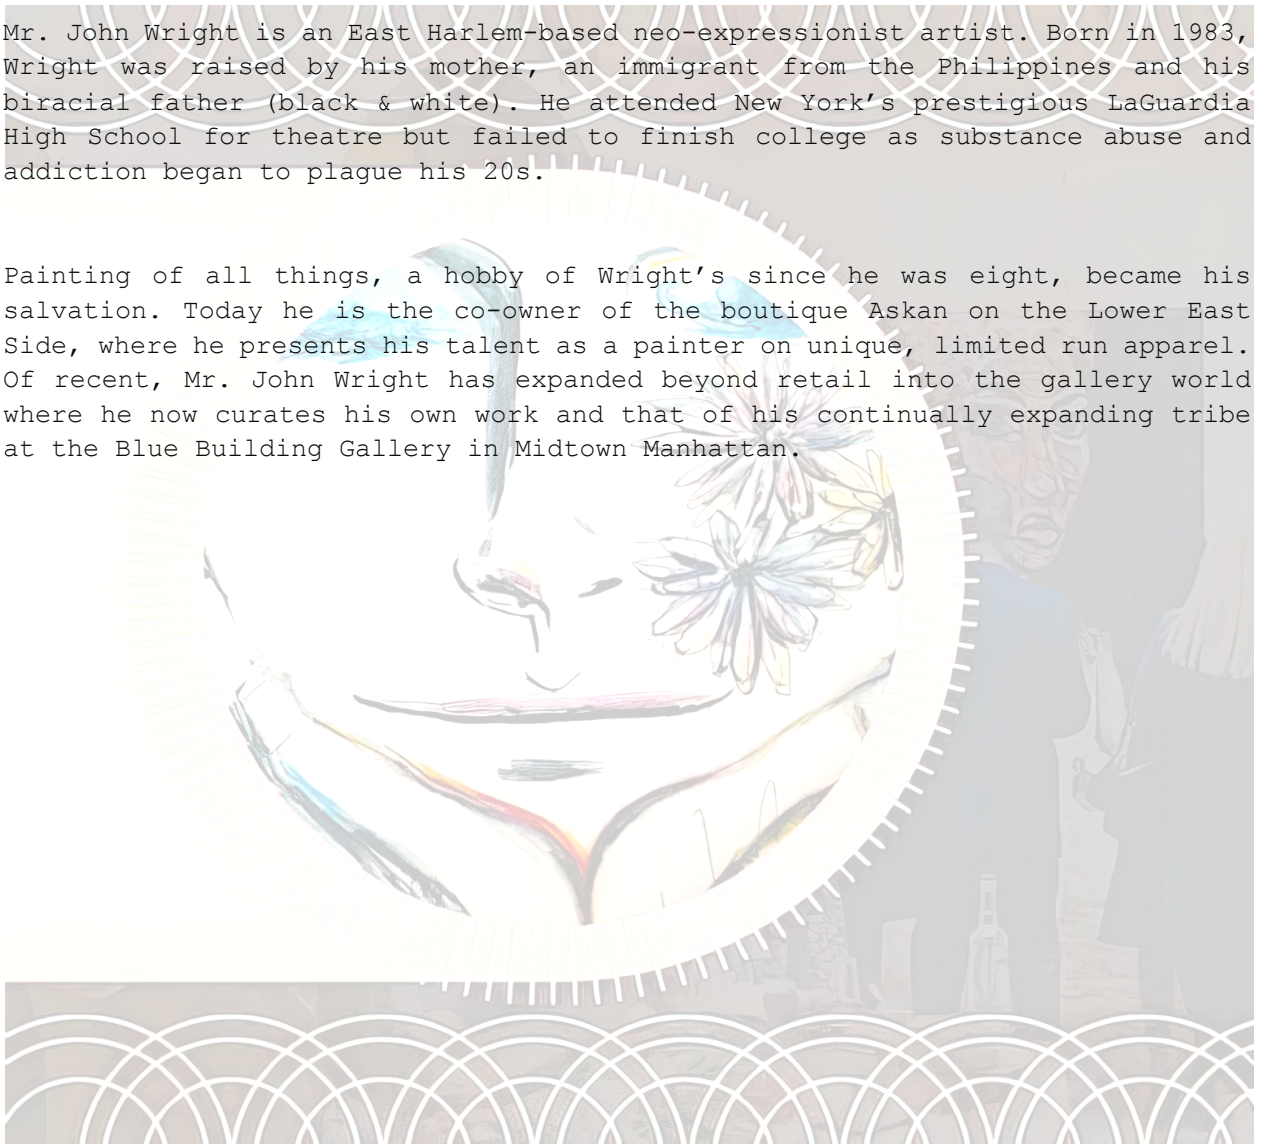 Mr. John Wright is an East Harlem-based neo-expressionist artist. Born in 1983,
Wright was raised by his mother, an immigrant from the Philippines and his
biracial father (black & white). He attended New York’s prestigious LaGuardia
High School for theatre but failed to finish college as substance abuse and
addiction began to plague his 20s.
Painting of all things, a hobby of Wright’s since he was eight, became his
salvation. Today he is the co-owner of the boutique Askan on the Lower East
Side, where he presents his talent as a painter on unique, limited run apparel.
Of recent, Mr. John Wright has expanded beyond retail into the gallery world
where he now curates his own work and that of his continually expanding tribe
at the Blue Building Gallery in Midtown Manhattan.